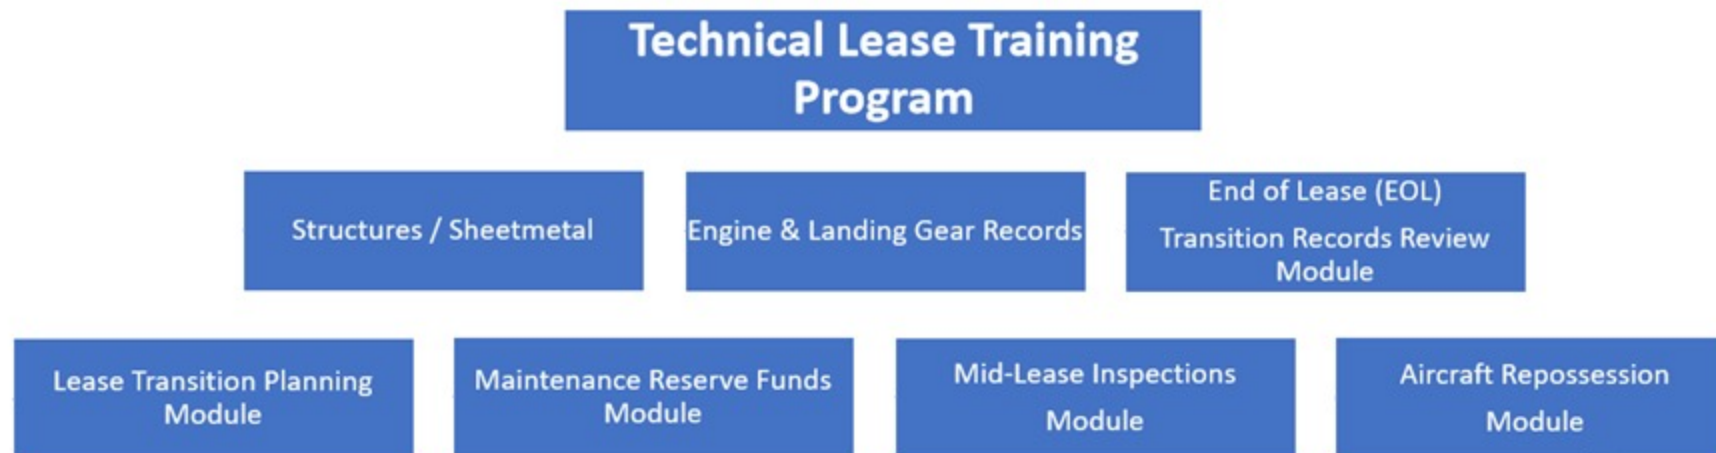 Technical Lease Training
Program
Structures / Sheetmetal
Engine & Landing Gear Records
End of Lease (EOL)
Transition Records Review
Module
Lease Transition Planning
Module
Maintenance Reserve Funds
Module
Mid-Lease Inspections
Module
Aircraft Repossession
Module